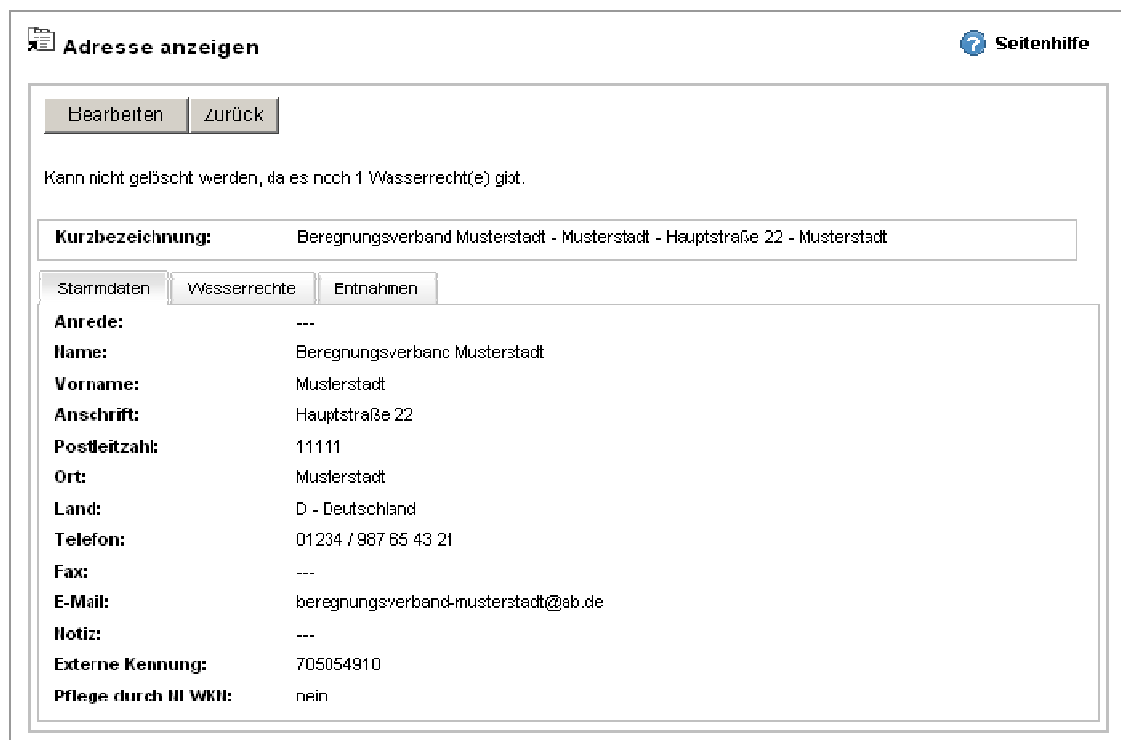 Adresse anzeigen
Seitenhilfe
Bearbeiten
Zurück
Kann nicht gelöscht werden, da es noch 1 Wasserrecht(e) gibt.
Kurzbezeichnung: Beregnungsverband Musterstadt - Musterstadt - Hauptstraße 22 - Musterstadt
Stammdaten Wasserrechte Entnahmen
Anrede: ---
Name: Beregnungsverband Musterstadt
Vorname: Musterstadt
Anschrift: Hauptstraße 22
Postleitzahl: 11111
Ort: Musterstadt
Land: D - Deutschland
Telefon: 01234 / 987 65 43 21
Fax: ---
E-Mail: beregnungsverband-musterstadt@ab.de
Notiz: ---
Externe Kennung: 705054910
Pflege durch NLWKN: nein